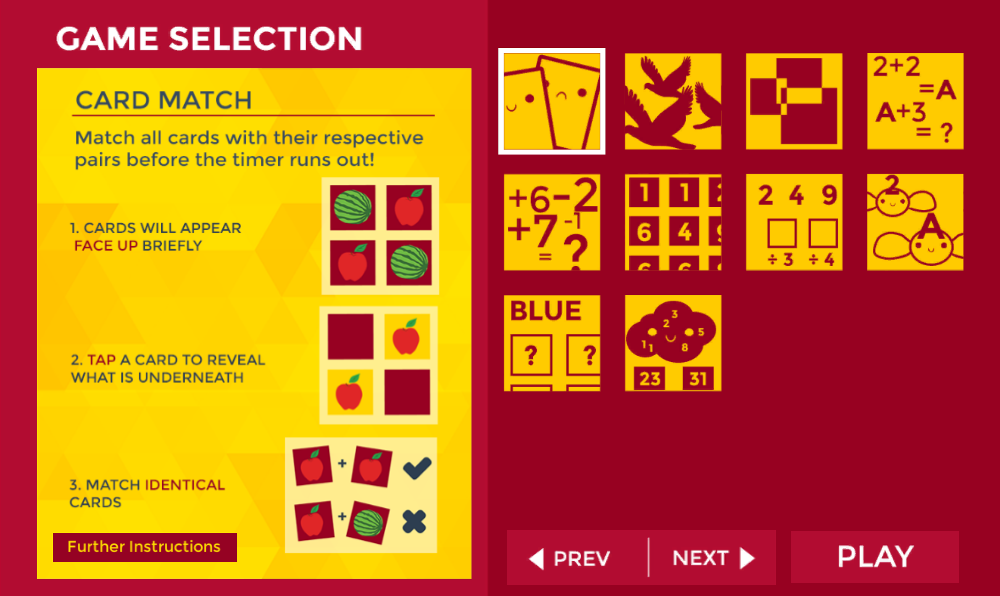 GAME SELECTION
CARD MATCH
Match all cards with their respective
pairs before the timer runs out!
1. CARDS WILL APPEAR
FACE UP BRIEFLY
2. TAP A CARD TO REVEAL
WHAT IS UNDERNEATH
+
3. MATCH IDENTICAL
CARDS
+
Further Instructions
2+2
=A
A+3
= ?
+6-2
+7-1
= ?
1 1
6 4
2 4 9
÷ 3 ÷ 4
2
A
BLUE
? ?
3
2
5
1 1
8
23 31
PREV NEXT
PLAY